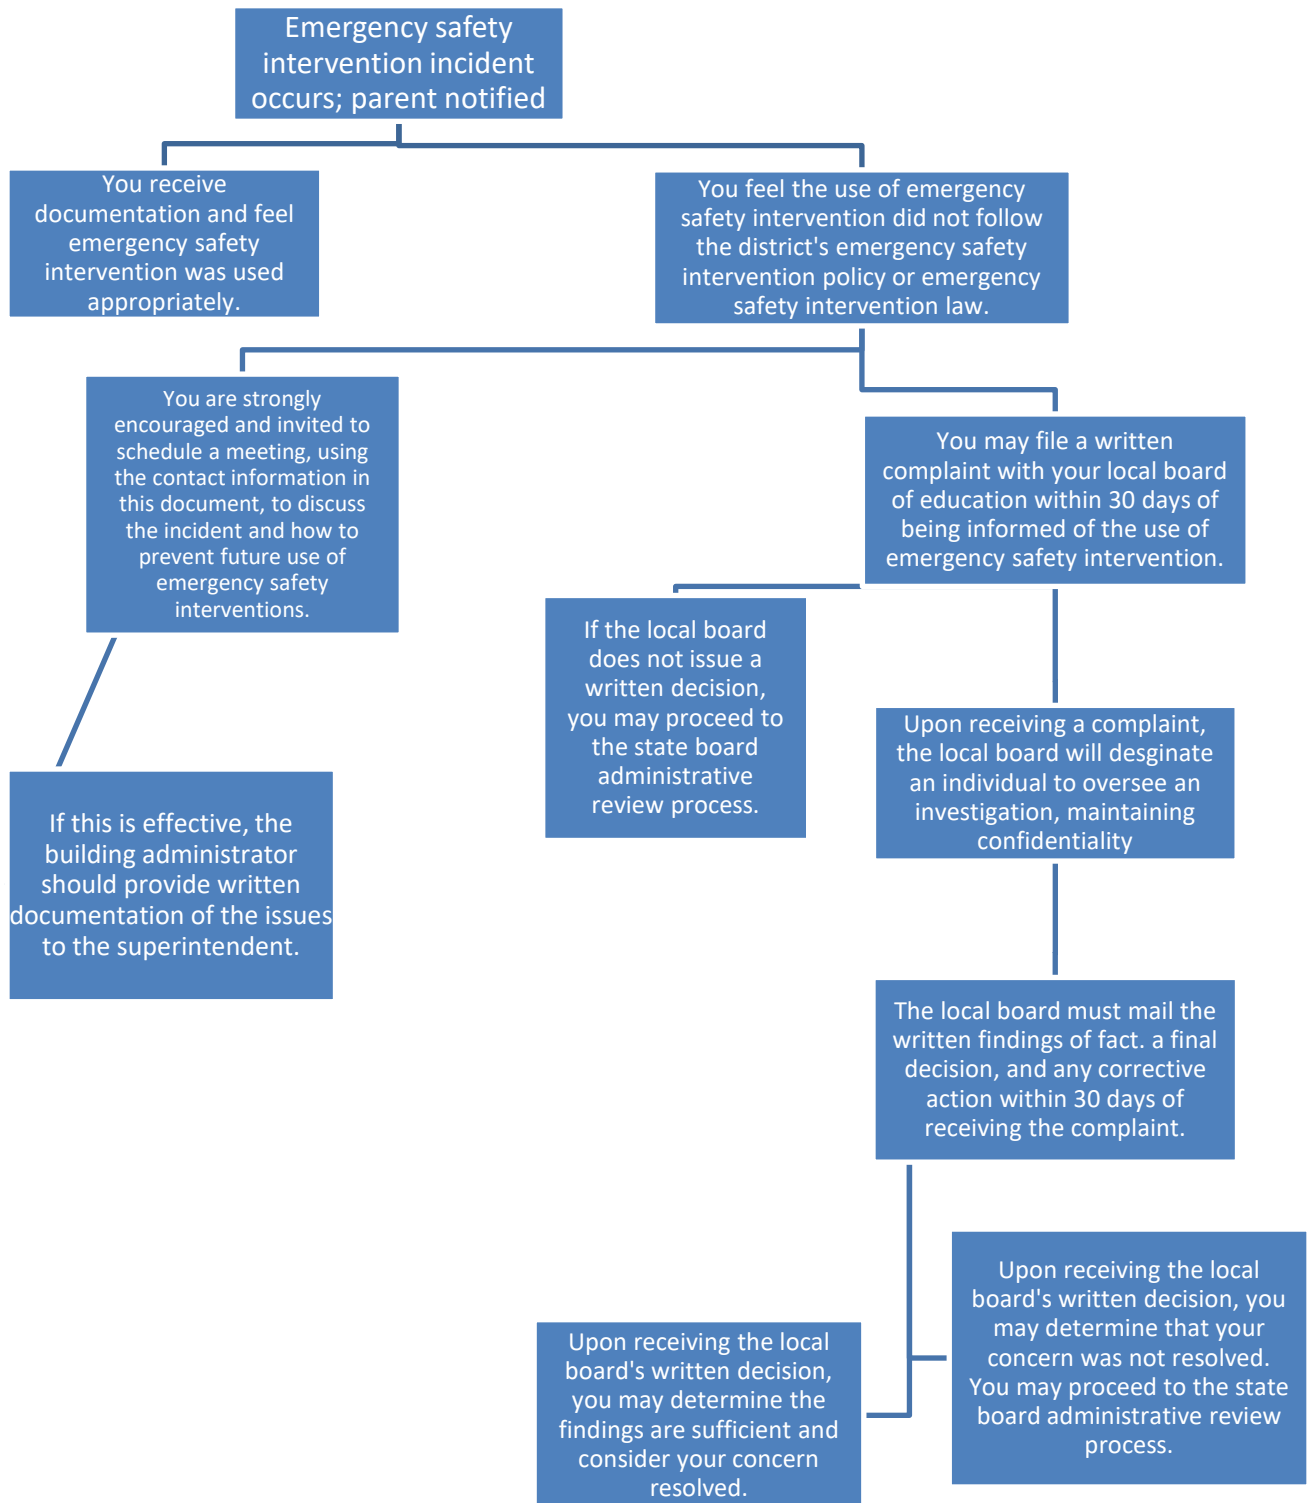 Emergency safety
intervention incident
occurs; parent notified
You receive
documentation and feel
emergency safety
intervention was used
appropriately.
You feel the use of emergency
safety intervention did not follow
the district's emergency safety
intervention policy or emergency
safety intervention law.
You are strongly
encouraged and invited to
schedule a meeting, using
the contact information in
this document, to discuss
the incident and how to
prevent future use of
emergency safety
interventions.
If this is effective, the
building administrator
should provide written
documentation of the issues
to the superintendent.
You may file a written
complaint with your local board
of education within 30 days of
being informed of the use of
emergency safety intervention.
If the local board
does not issue a
written decision,
you may proceed to
the state board
administrative
review process.
Upon receiving a complaint,
the local board will desginate
an individual to oversee an
investigation, maintaining
confidentiality
The local board must mail the
written findings of fact. a final
decision, and any corrective
action within 30 days of
receiving the complaint.
Upon receiving the local
board's written decision,
you may determine the
findings are sufficient and
consider your concern
resolved.
Upon receiving the local
board's written decision, you
may determine that your
concern was not resolved.
You may proceed to the state
board administrative review
process.